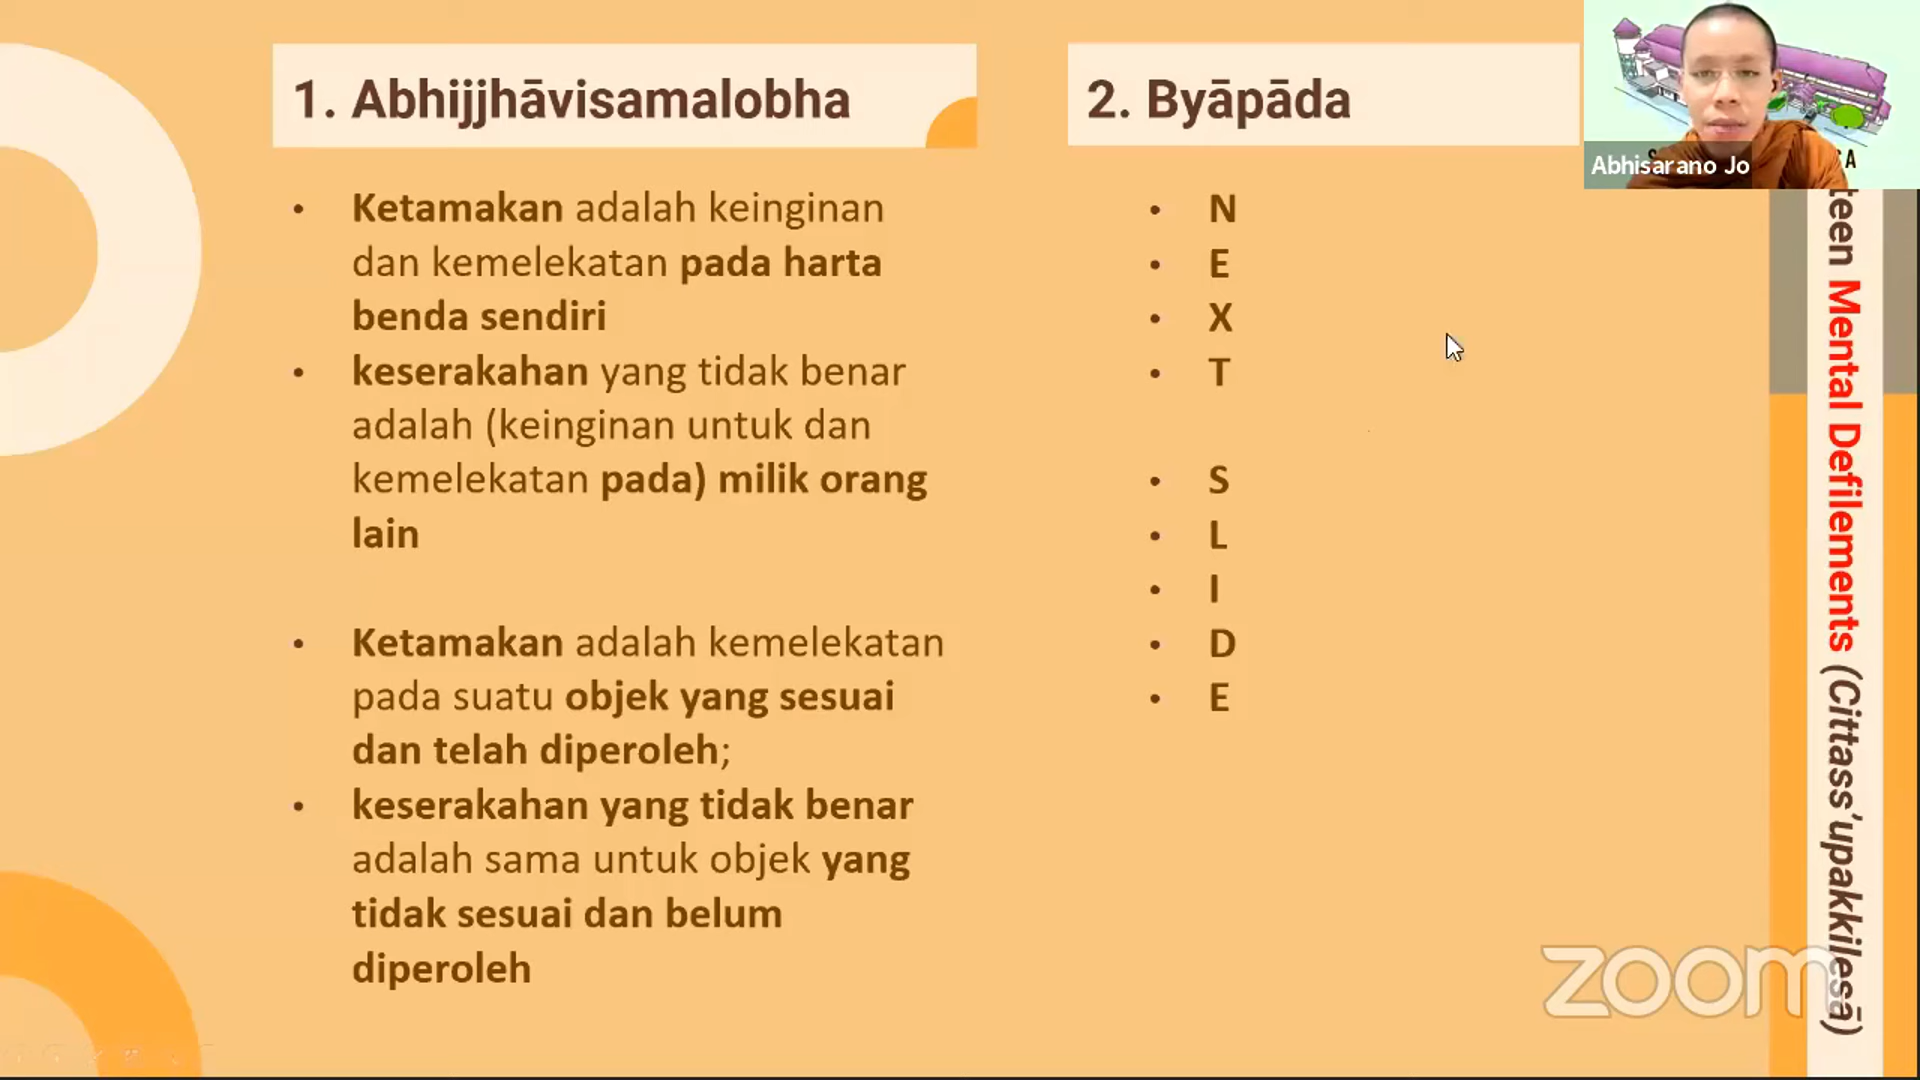 1. Abhijjhāvisamalobha
• Ketamakan adalah keinginan
dan kemelekatan pada harta
benda sendiri
• keserakahan yang tidak benar
adalah (keinginan untuk dan
kemelekatan pada) milik orang
lain
• Ketamakan adalah kemelekatan
pada suatu objek yang sesuai
dan telah diperoleh;
• keserakahan yang tidak benar
adalah sama untuk objek yang
tidak sesuai dan belum
diperoleh
2. Byāpāda
• N
• E
• X
• T
• S
• L
• I
• D
• E
Abhisarano Jo
teen Mental Defilements (Cittass'upakkilesā)
zoom